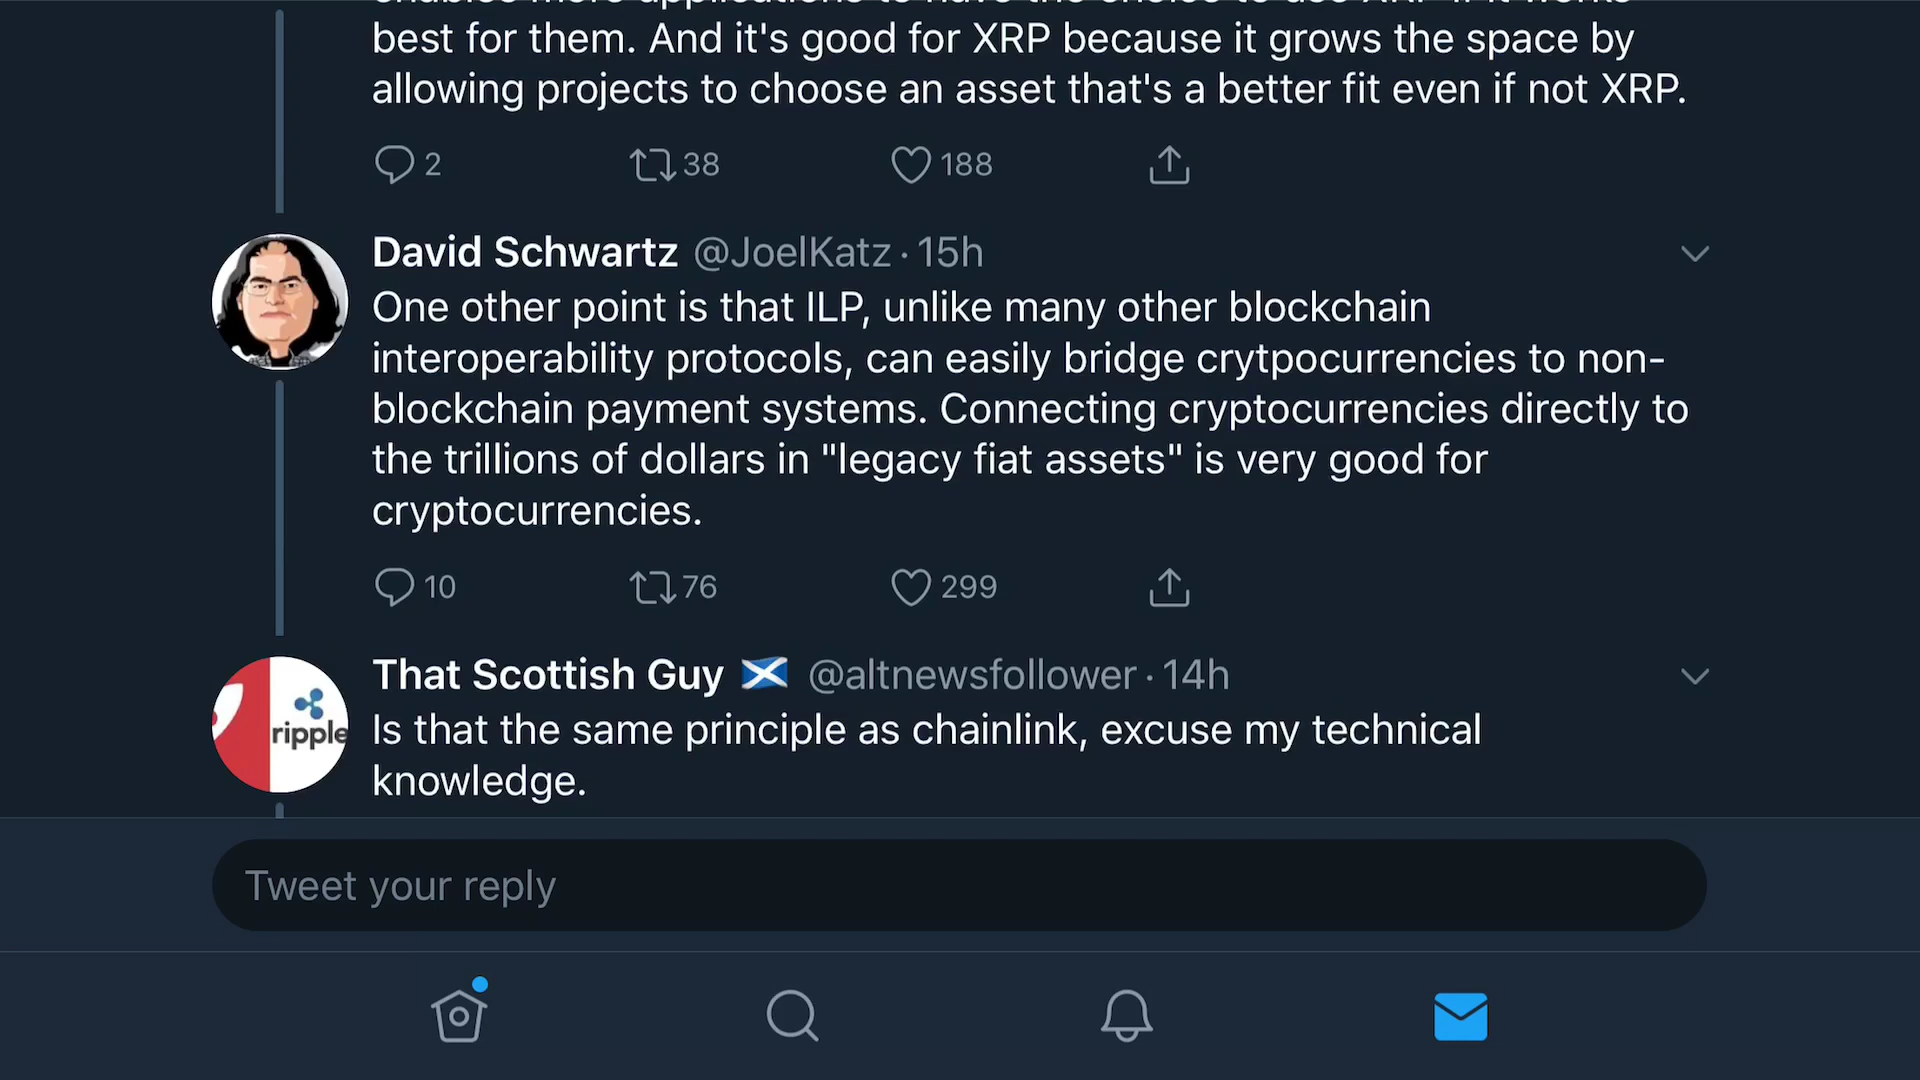 best for them. And it's good for XRP because it grows the space by
allowing projects to choose an asset that's a better fit even if not XRP.
2 38 188
David Schwartz @JoelKatz · 15h
One other point is that ILP, unlike many other blockchain
interoperability protocols, can easily bridge crytpocurrencies to non-
blockchain payment systems. Connecting cryptocurrencies directly to
the trillions of dollars in "legacy fiat assets" is very good for
cryptocurrencies.
10 76 299
That Scottish Guy 🏴󠁧󠁢󠁳󠁣󠁴󠁿 @altnewsfollower · 14h
ripple
Is that the same principle as chainlink, excuse my technical
knowledge.
Tweet your reply